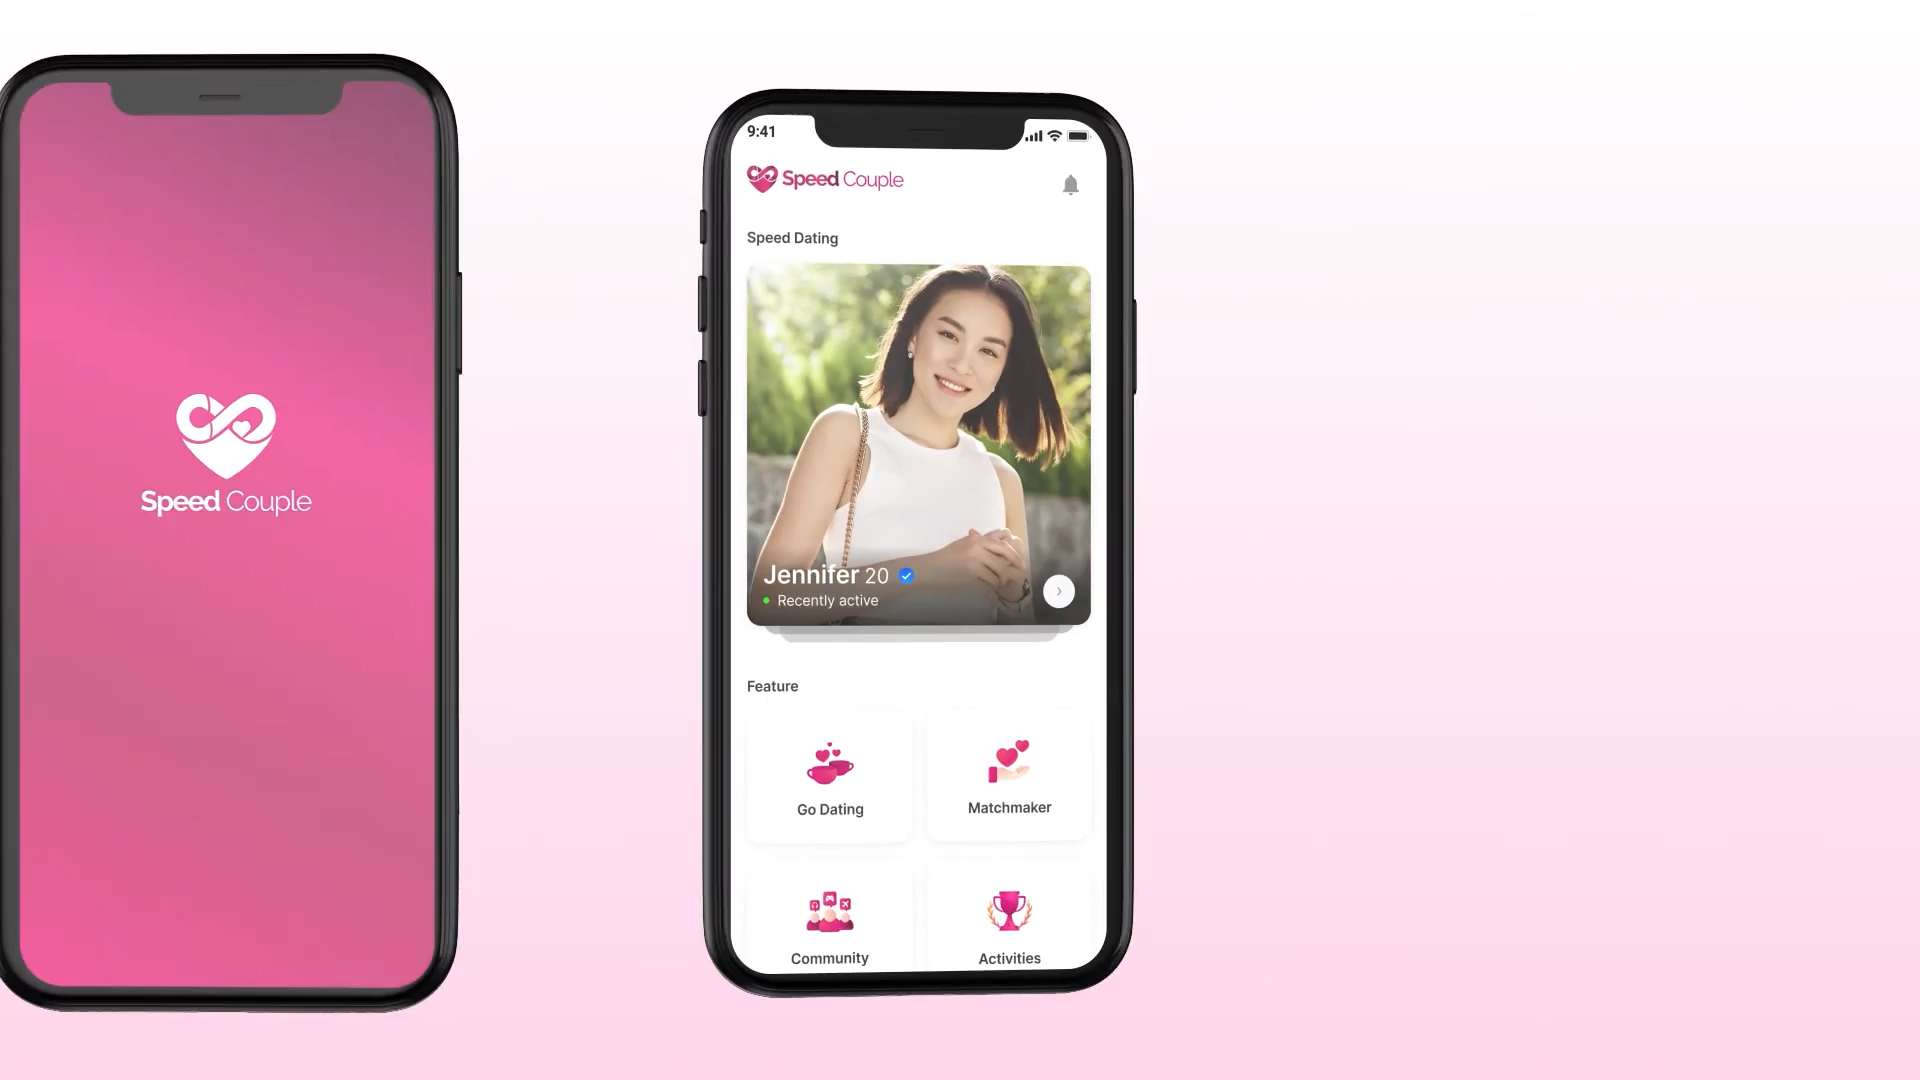 Speed Couple
9:41
Speed Couple
Speed Dating
Jennifer 20
Recently active
Feature
Go Dating
Matchmaker
Community
Activities